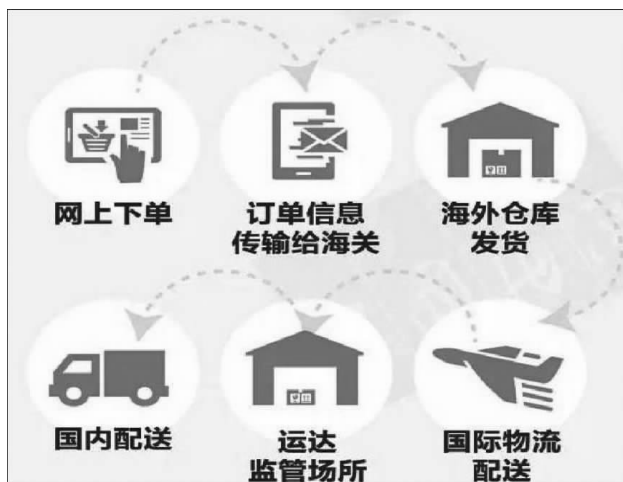 网上下单
订单信息
传输给海关
海外仓库
发货
国际物流
配送
运达
监管场所
国内配送